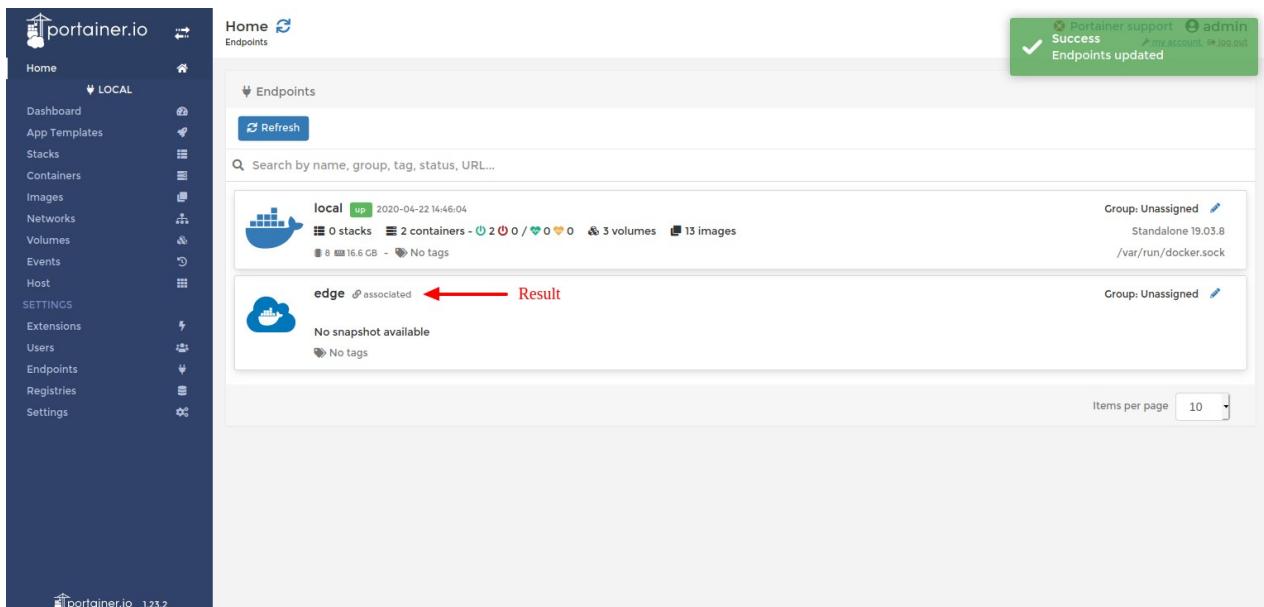 portainer.io
Home
LOCAL
Dashboard
App Templates
Stacks
Containers
Images
Networks
Volumes
Events
Host
SETTINGS
Extensions
Users
Endpoints
Registries
Settings
portainer.io 1.23.2
Home
Endpoints
Portainer support admin
my account log out
Success
Endpoints updated
Endpoints
Refresh
Search by name, group, tag, status, URL...
local up 2020-04-22 14:46:04 Group: Unassigned
0 stacks 2 containers - 2 0 / 0 0 3 volumes 13 images Standalone 19.03.8
8 16.6 GB - No tags /var/run/docker.sock
edge associated Result Group: Unassigned
No snapshot available
No tags
Items per page 10